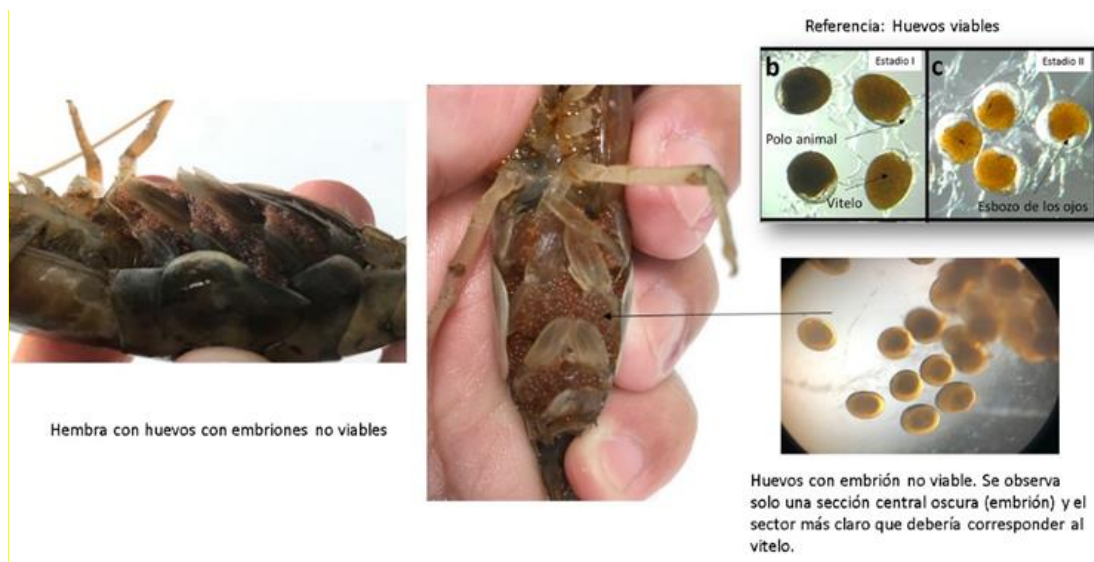 Referencia: Huevos viables
b
Estadio I
Polo animal
Vitelo
c
Estadio II
Esbozo de los ojos
Hembra con huevos con embriones no viables
Huevos con embrión no viable. Se observa
solo una sección central oscura (embrión) y el
sector más claro que debería corresponder al
vitelo.